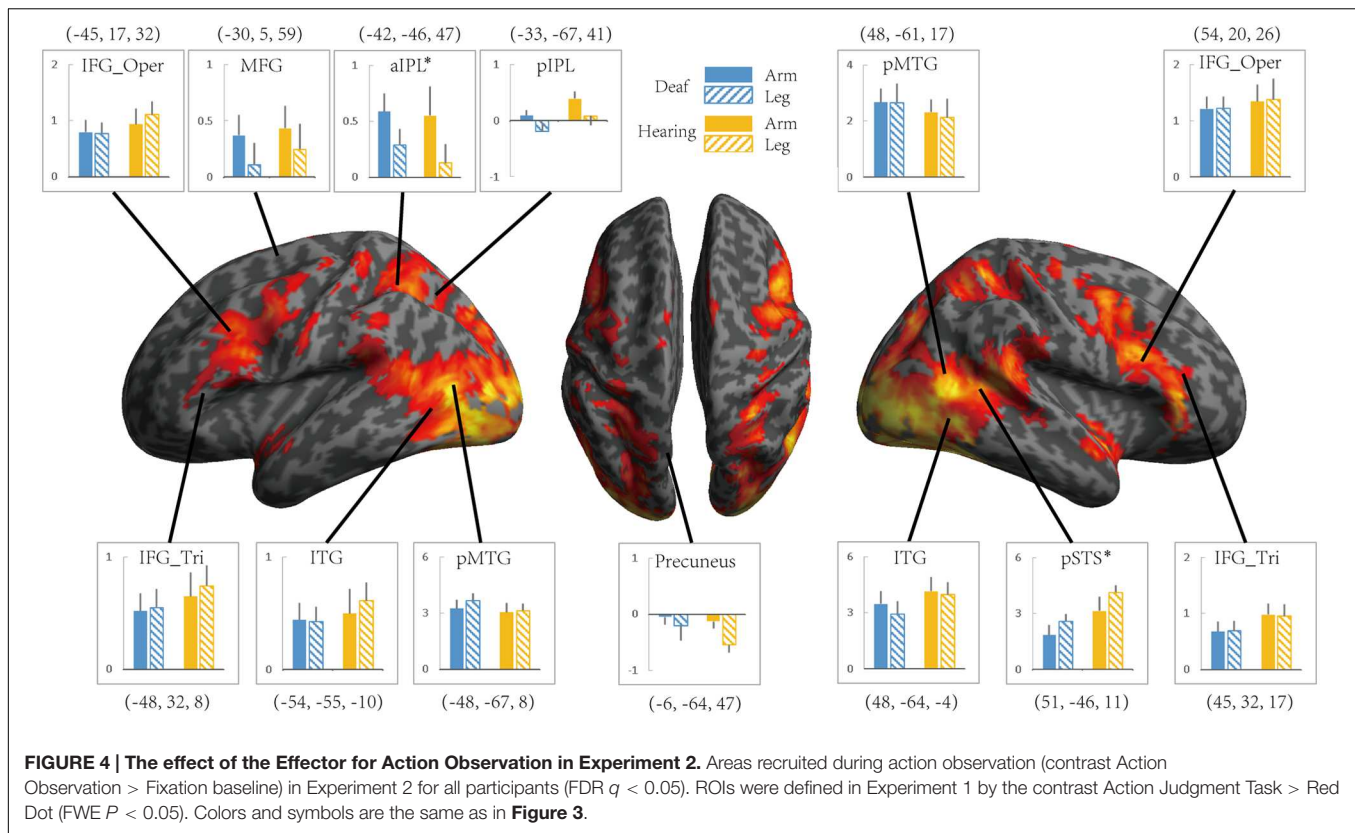 (-45, 17, 32) (-30, 5, 59) (-42, -46, 47) (-33, -67, 41) (48, -61, 17) (54, 20, 26)
IFG_Oper
2
1
0
MFG
1
0.5
0
aIPL*
1
0.5
0
pIPL
1
0
-1
Deaf
Arm
Leg
Hearing
Arm
Leg
pMTG
4
2
0
IFG_Oper
2
1
0
IFG_Tri
1
0
ITG
1
0
pMTG
6
3
0
Precuneus
1
0
-1
ITG
6
3
0
pSTS*
6
3
0
IFG_Tri
2
1
0
(-48, 32, 8) (-54, -55, -10) (-48, -67, 8) (-6, -64, 47) (48, -64, -4) (51, -46, 11) (45, 32, 17)
FIGURE 4 | The effect of the Effector for Action Observation in Experiment 2. Areas recruited during action observation (contrast Action
Observation > Fixation baseline) in Experiment 2 for all participants (FDR q < 0.05). ROIs were defined in Experiment 1 by the contrast Action Judgment Task > Red
Dot (FWE P < 0.05). Colors and symbols are the same as in Figure 3.